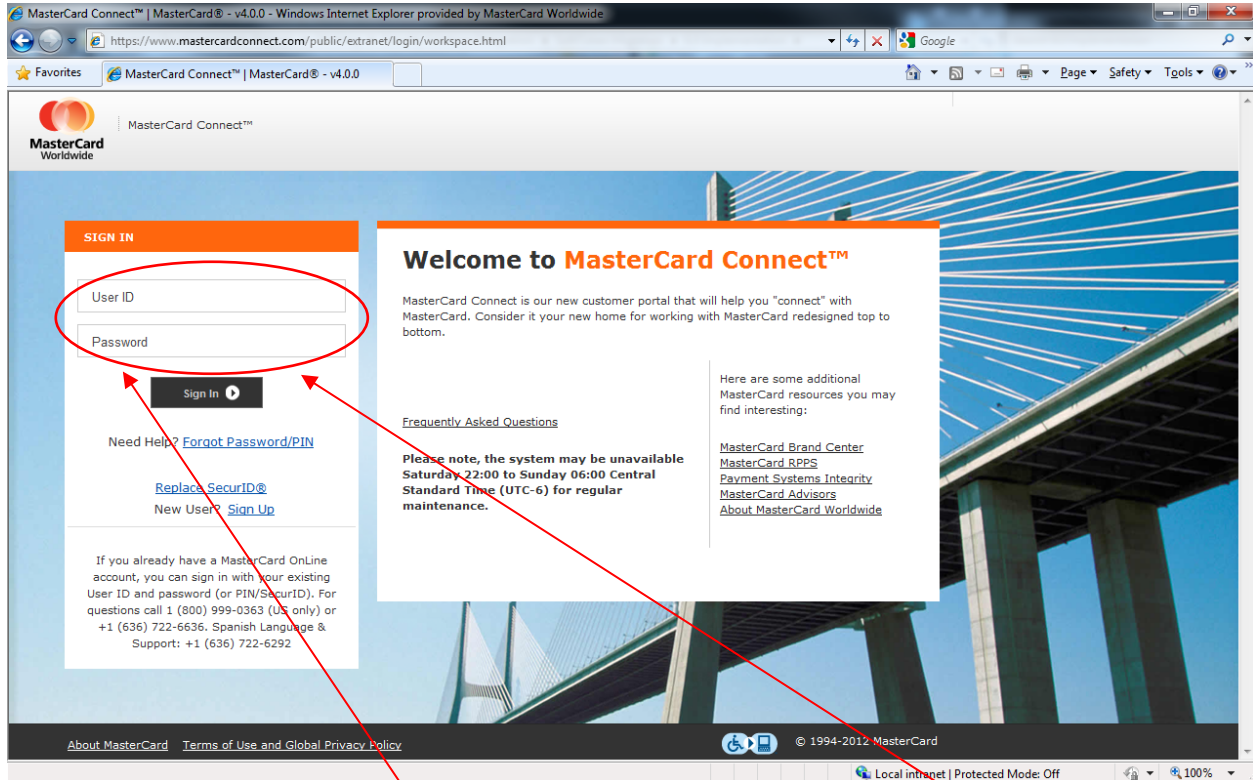 MasterCard Connect™ | MasterCard® - v4.0.0 - Windows Internet Explorer provided by MasterCard Worldwide
https://www.mastercardconnect.com/public/extranet/login/workspace.html
Google
Favorites
MasterCard Connect™ | MasterCard® - v4.0.0
Page
Safety
Tools
MasterCard
Worldwide
MasterCard Connect™
SIGN IN
User ID
Password
Sign In
Need Help? Forgot Password/PIN
Replace SecurID®
New User? Sign Up
If you already have a MasterCard OnLine
account, you can sign in with your existing
User ID and password (or PIN/SecurID). For
questions call 1 (800) 999-0363 (US only) or
+1 (636) 722-6636. Spanish Language &
Support: +1 (636) 722-6292
Welcome to MasterCard Connect™
MasterCard Connect is our new customer portal that will help you "connect" with
MasterCard. Consider it your new home for working with MasterCard redesigned top to
bottom.
Frequently Asked Questions
Please note, the system may be unavailable
Saturday 22:00 to Sunday 06:00 Central
Standard Time (UTC-6) for regular
maintenance.
Here are some additional
MasterCard resources you may
find interesting:
MasterCard Brand Center
MasterCard RPPS
Payment Systems Integrity
MasterCard Advisors
About MasterCard Worldwide
About MasterCard
Terms of Use and Global Privacy Policy
© 1994-2012 MasterCard
Local intranet | Protected Mode: Off
100%